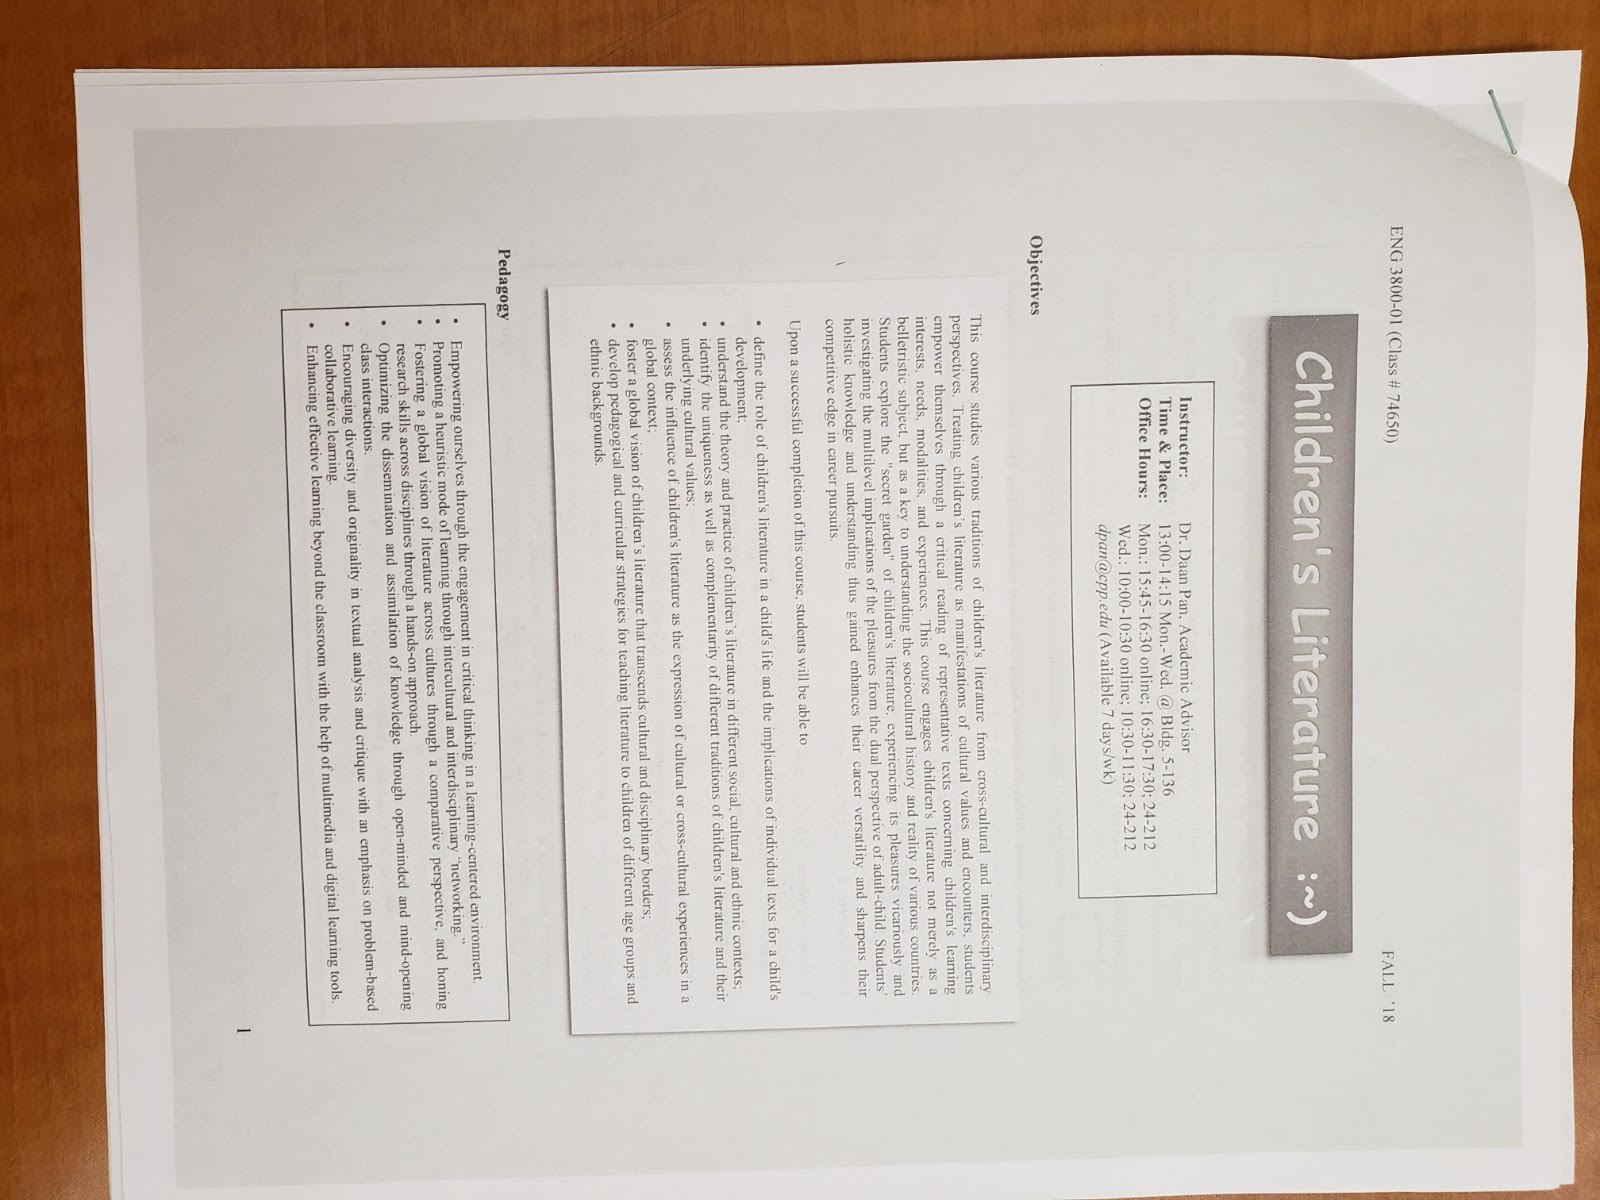 ENG 3800-01 (Class # 74650) FALL '18
Children's Literature :~)
Instructor: Dr. Daan Pan, Academic Advisor
Time & Place: 13:00-14:15 Mon.-Wed. @ Bldg. 5-136
Office Hours: Mon.: 15:45-16:30 online; 16:30-17:30; 24-212
Wed.: 10:00-10:30 online; 10:30-11:30; 24-212
dpan@cpp.edu (Available 7 days/wk)
Objectives
This course studies various traditions of children's literature from cross-cultural and interdisciplinary
perspectives. Treating children's literature as manifestations of cultural values and encounters, students
empower themselves through a critical reading of representative texts concerning children's learning
interests, needs, modalities, and experiences. This course engages children's literature not merely as a
belletristic subject, but as a key to understanding the sociocultural history and reality of various countries.
Students explore the "secret garden" of children's literature, experiencing its pleasures vicariously and
investigating the multilevel implications of the pleasures from the dual perspective of adult-child. Students'
holistic knowledge and understanding thus gained enhances their career versatility and sharpens their
competitive edge in career pursuits.
Upon a successful completion of this course, students will be able to
• define the role of children's literature in a child's life and the implications of individual texts for a child's
development;
• understand the theory and practice of children's literature in different social, cultural and ethnic contexts;
• identify the uniqueness as well as complementarity of different traditions of children's literature and their
underlying cultural values;
• assess the influence of children's literature as the expression of cultural or cross-cultural experiences in a
global context;
• foster a global vision of children's literature that transcends cultural and disciplinary borders;
• develop pedagogical and curricular strategies for teaching literature to children of different age groups and
ethnic backgrounds.
Pedagogy
• Empowering ourselves through the engagement in critical thinking in a learning-centered environment.
• Promoting a heuristic mode of learning through intercultural and interdisciplinary "networking."
• Fostering a global vision of literature across cultures through a comparative perspective, and honing
research skills across disciplines through a hands-on approach.
• Optimizing the dissemination and assimilation of knowledge through open-minded and mind-opening
class interactions.
• Encouraging diversity and originality in textual analysis and critique with an emphasis on problem-based
collaborative learning.
• Enhancing effective learning beyond the classroom with the help of multimedia and digital learning tools.
1